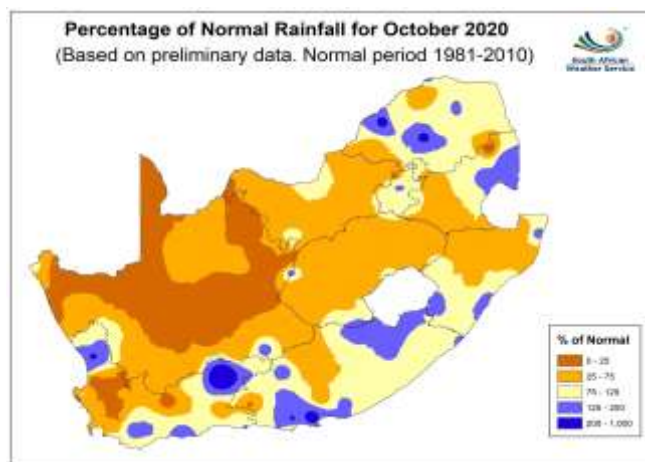 Percentage of Normal Rainfall for October 2020
(Based on preliminary data. Normal period 1981-2010)
South African
Weather Service
% of Normal
0 - 25
25 - 75
75 - 125
125 - 200
200 - 1,000